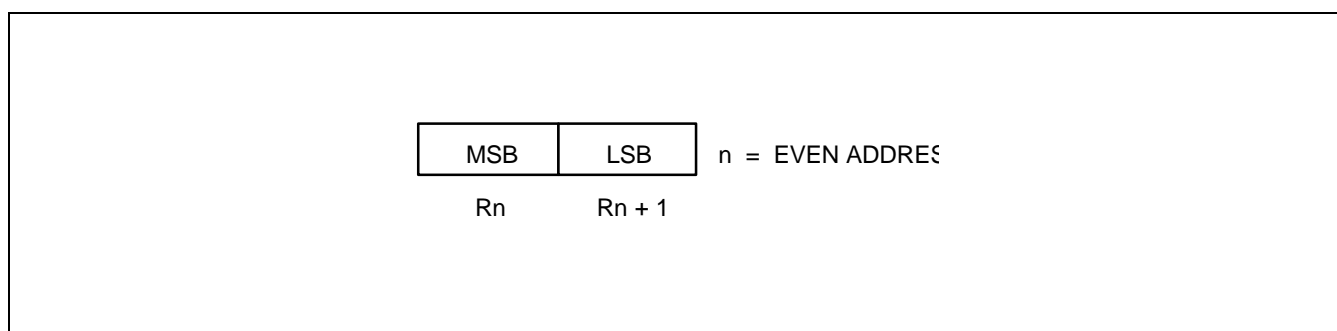 MSB LSB n = EVEN ADDRES
Rn Rn + 1